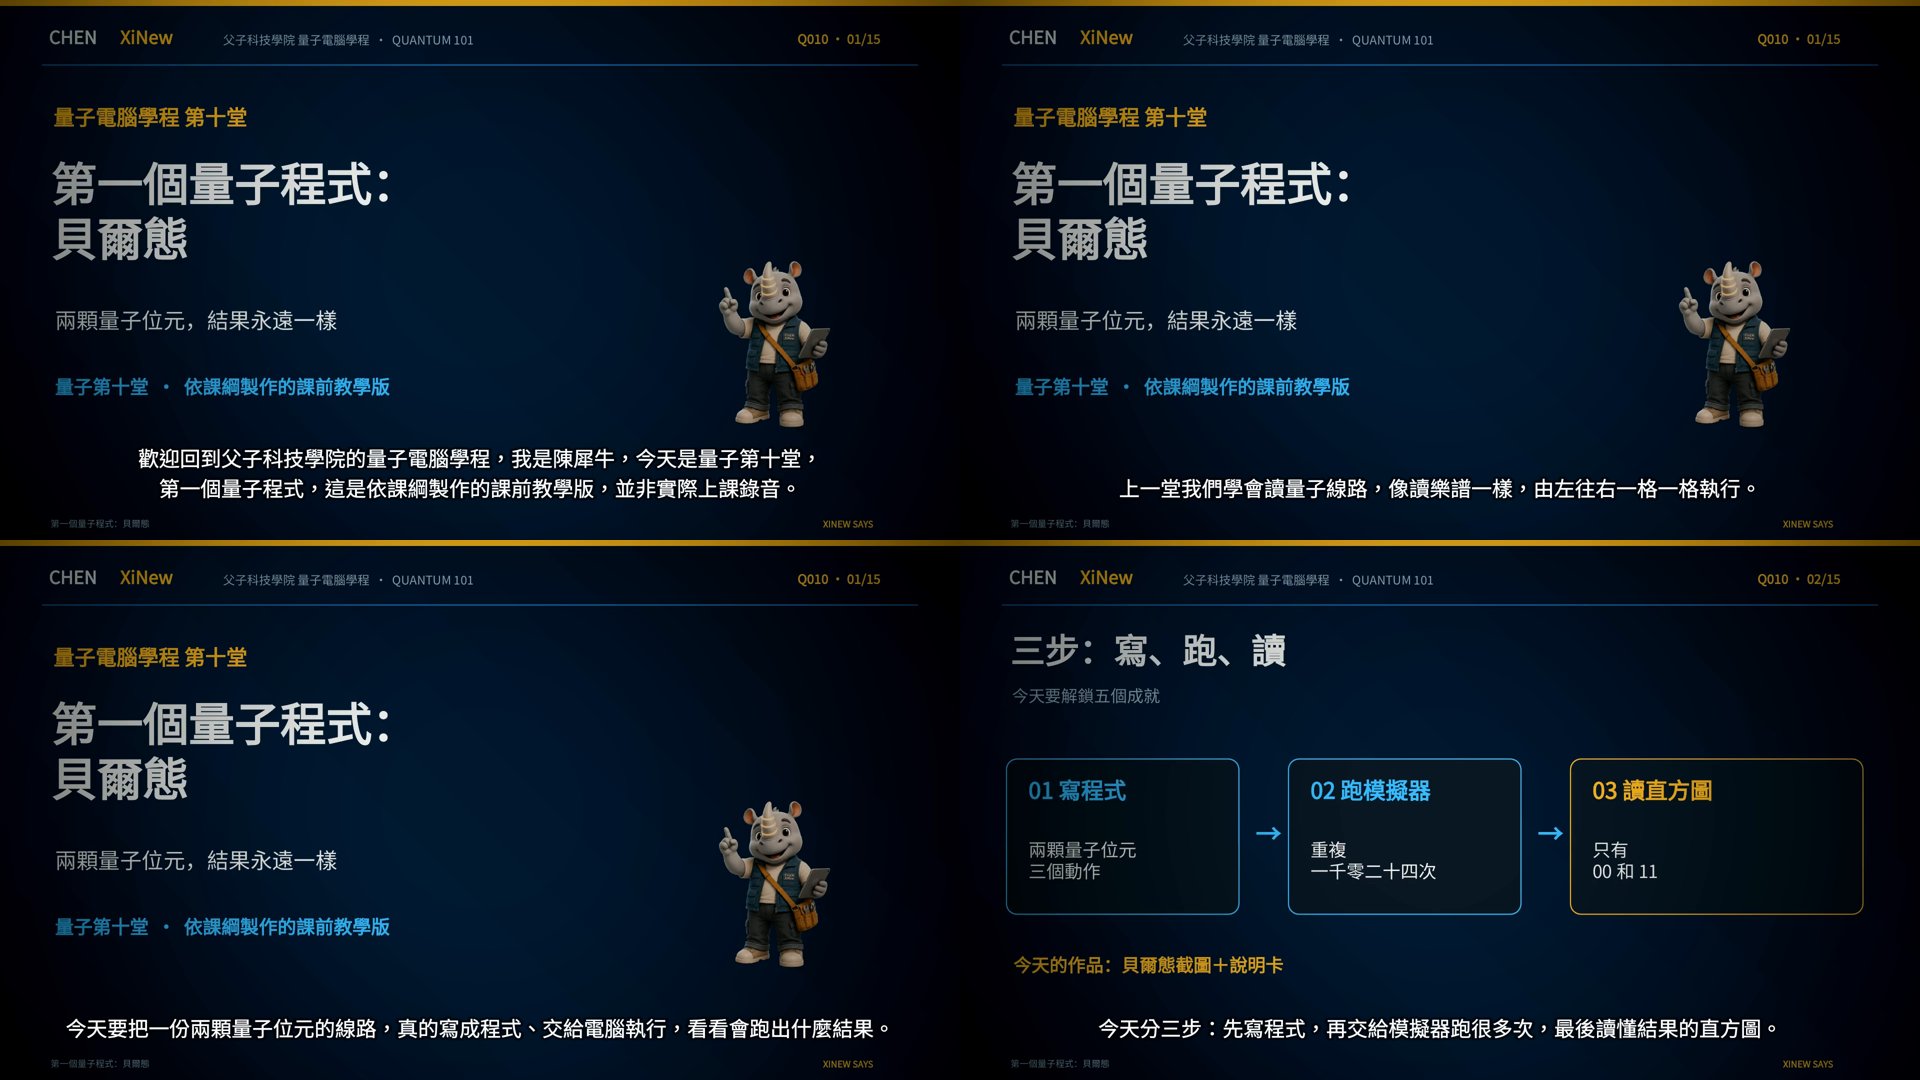 CHEN XiNew 父子科技學院 量子電腦學程 · QUANTUM 101 Q010 · 01/15
量子電腦學程 第十堂
第一個量子程式：
貝爾態
兩顆量子位元，結果永遠一樣
量子第十堂 · 依課綱製作的課前教學版
歡迎回到父子科技學院的量子電腦學程，我是陳犀牛，今天是量子第十堂，
第一個量子程式，這是依課綱製作的課前教學版，並非實際上課錄音。
第一個量子程式：貝爾態 XINEW SAYS
CHEN XiNew 父子科技學院 量子電腦學程 · QUANTUM 101 Q010 · 01/15
量子電腦學程 第十堂
第一個量子程式：
貝爾態
兩顆量子位元，結果永遠一樣
量子第十堂 · 依課綱製作的課前教學版
上一堂我們學會讀量子線路，像讀樂譜一樣，由左往右一格一格執行。
第一個量子程式：貝爾態 XINEW SAYS
CHEN XiNew 父子科技學院 量子電腦學程 · QUANTUM 101 Q010 · 01/15
量子電腦學程 第十堂
第一個量子程式：
貝爾態
兩顆量子位元，結果永遠一樣
量子第十堂 · 依課綱製作的課前教學版
今天要把一份兩顆量子位元的線路，真的寫成程式、交給電腦執行，看看會跑出什麼結果。
第一個量子程式：貝爾態 XINEW SAYS
CHEN XiNew 父子科技學院 量子電腦學程 · QUANTUM 101 Q010 · 02/15
三步：寫、跑、讀
今天要解鎖五個成就
01 寫程式
兩顆量子位元
三個動作
→
02 跑模擬器
重複
一千零二十四次
→
03 讀直方圖
只有
00 和 11
今天的作品：貝爾態截圖＋說明卡
今天分三步：先寫程式，再交給模擬器跑很多次，最後讀懂結果的直方圖。
第一個量子程式：貝爾態 XINEW SAYS